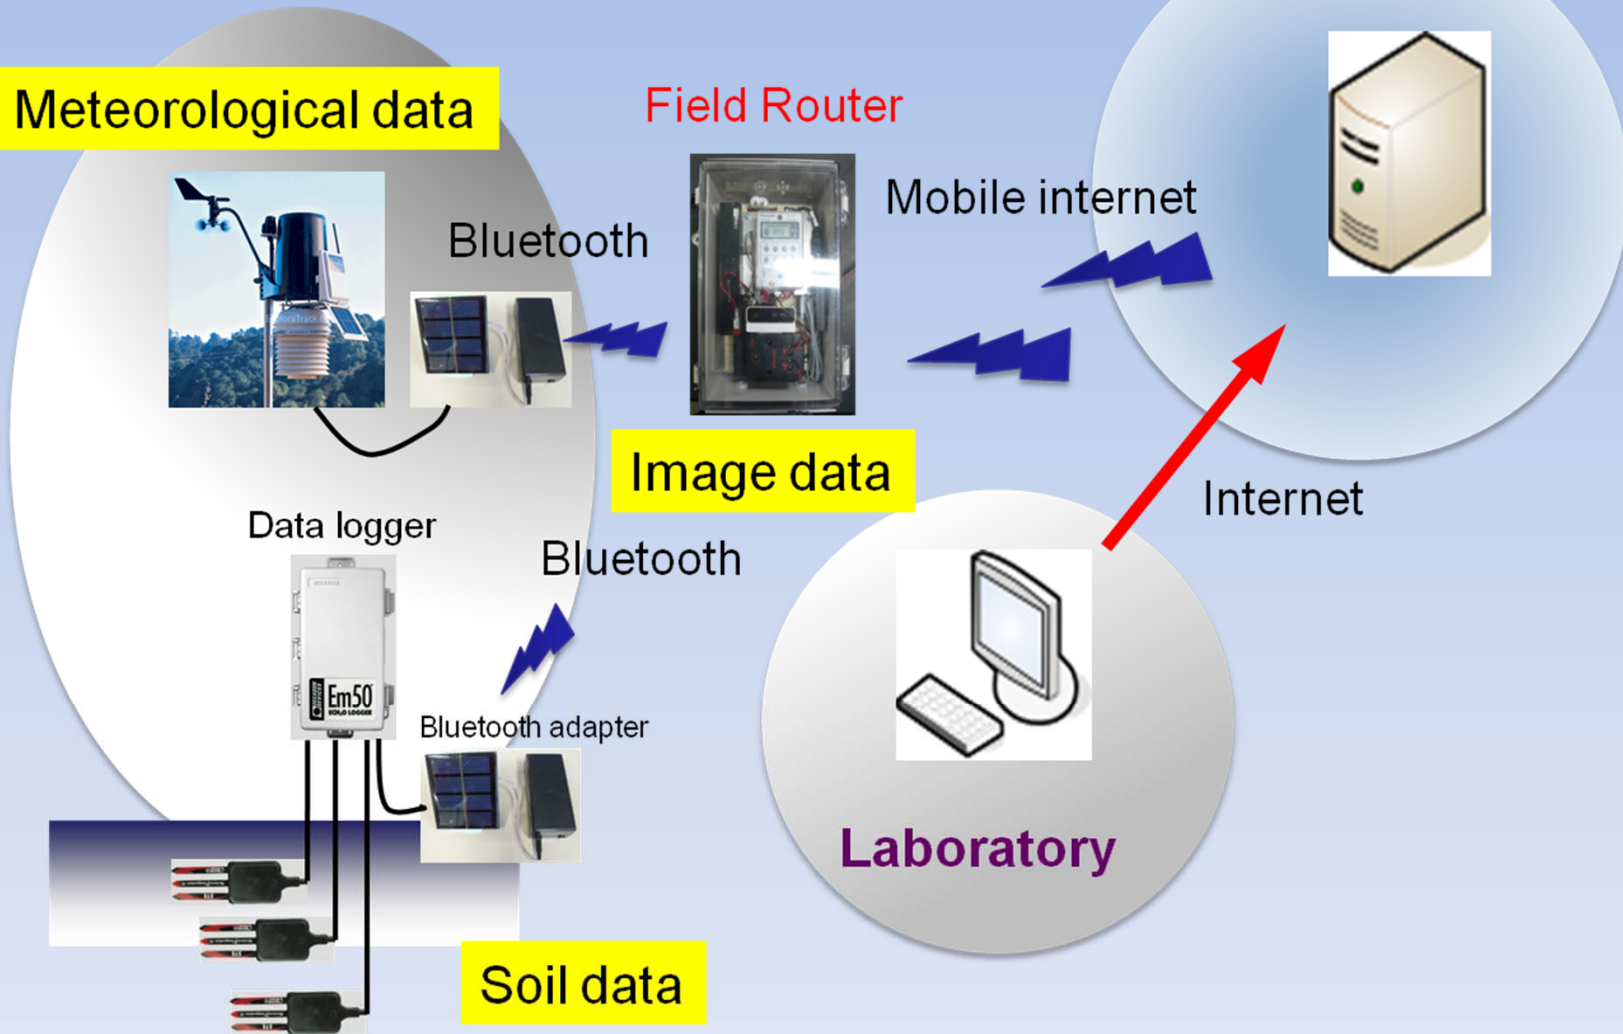 Meteorological data
Field Router
Mobile internet
Bluetooth
Image data
Internet
Data logger
Bluetooth
Em50
Bluetooth adapter
Laboratory
Soil data